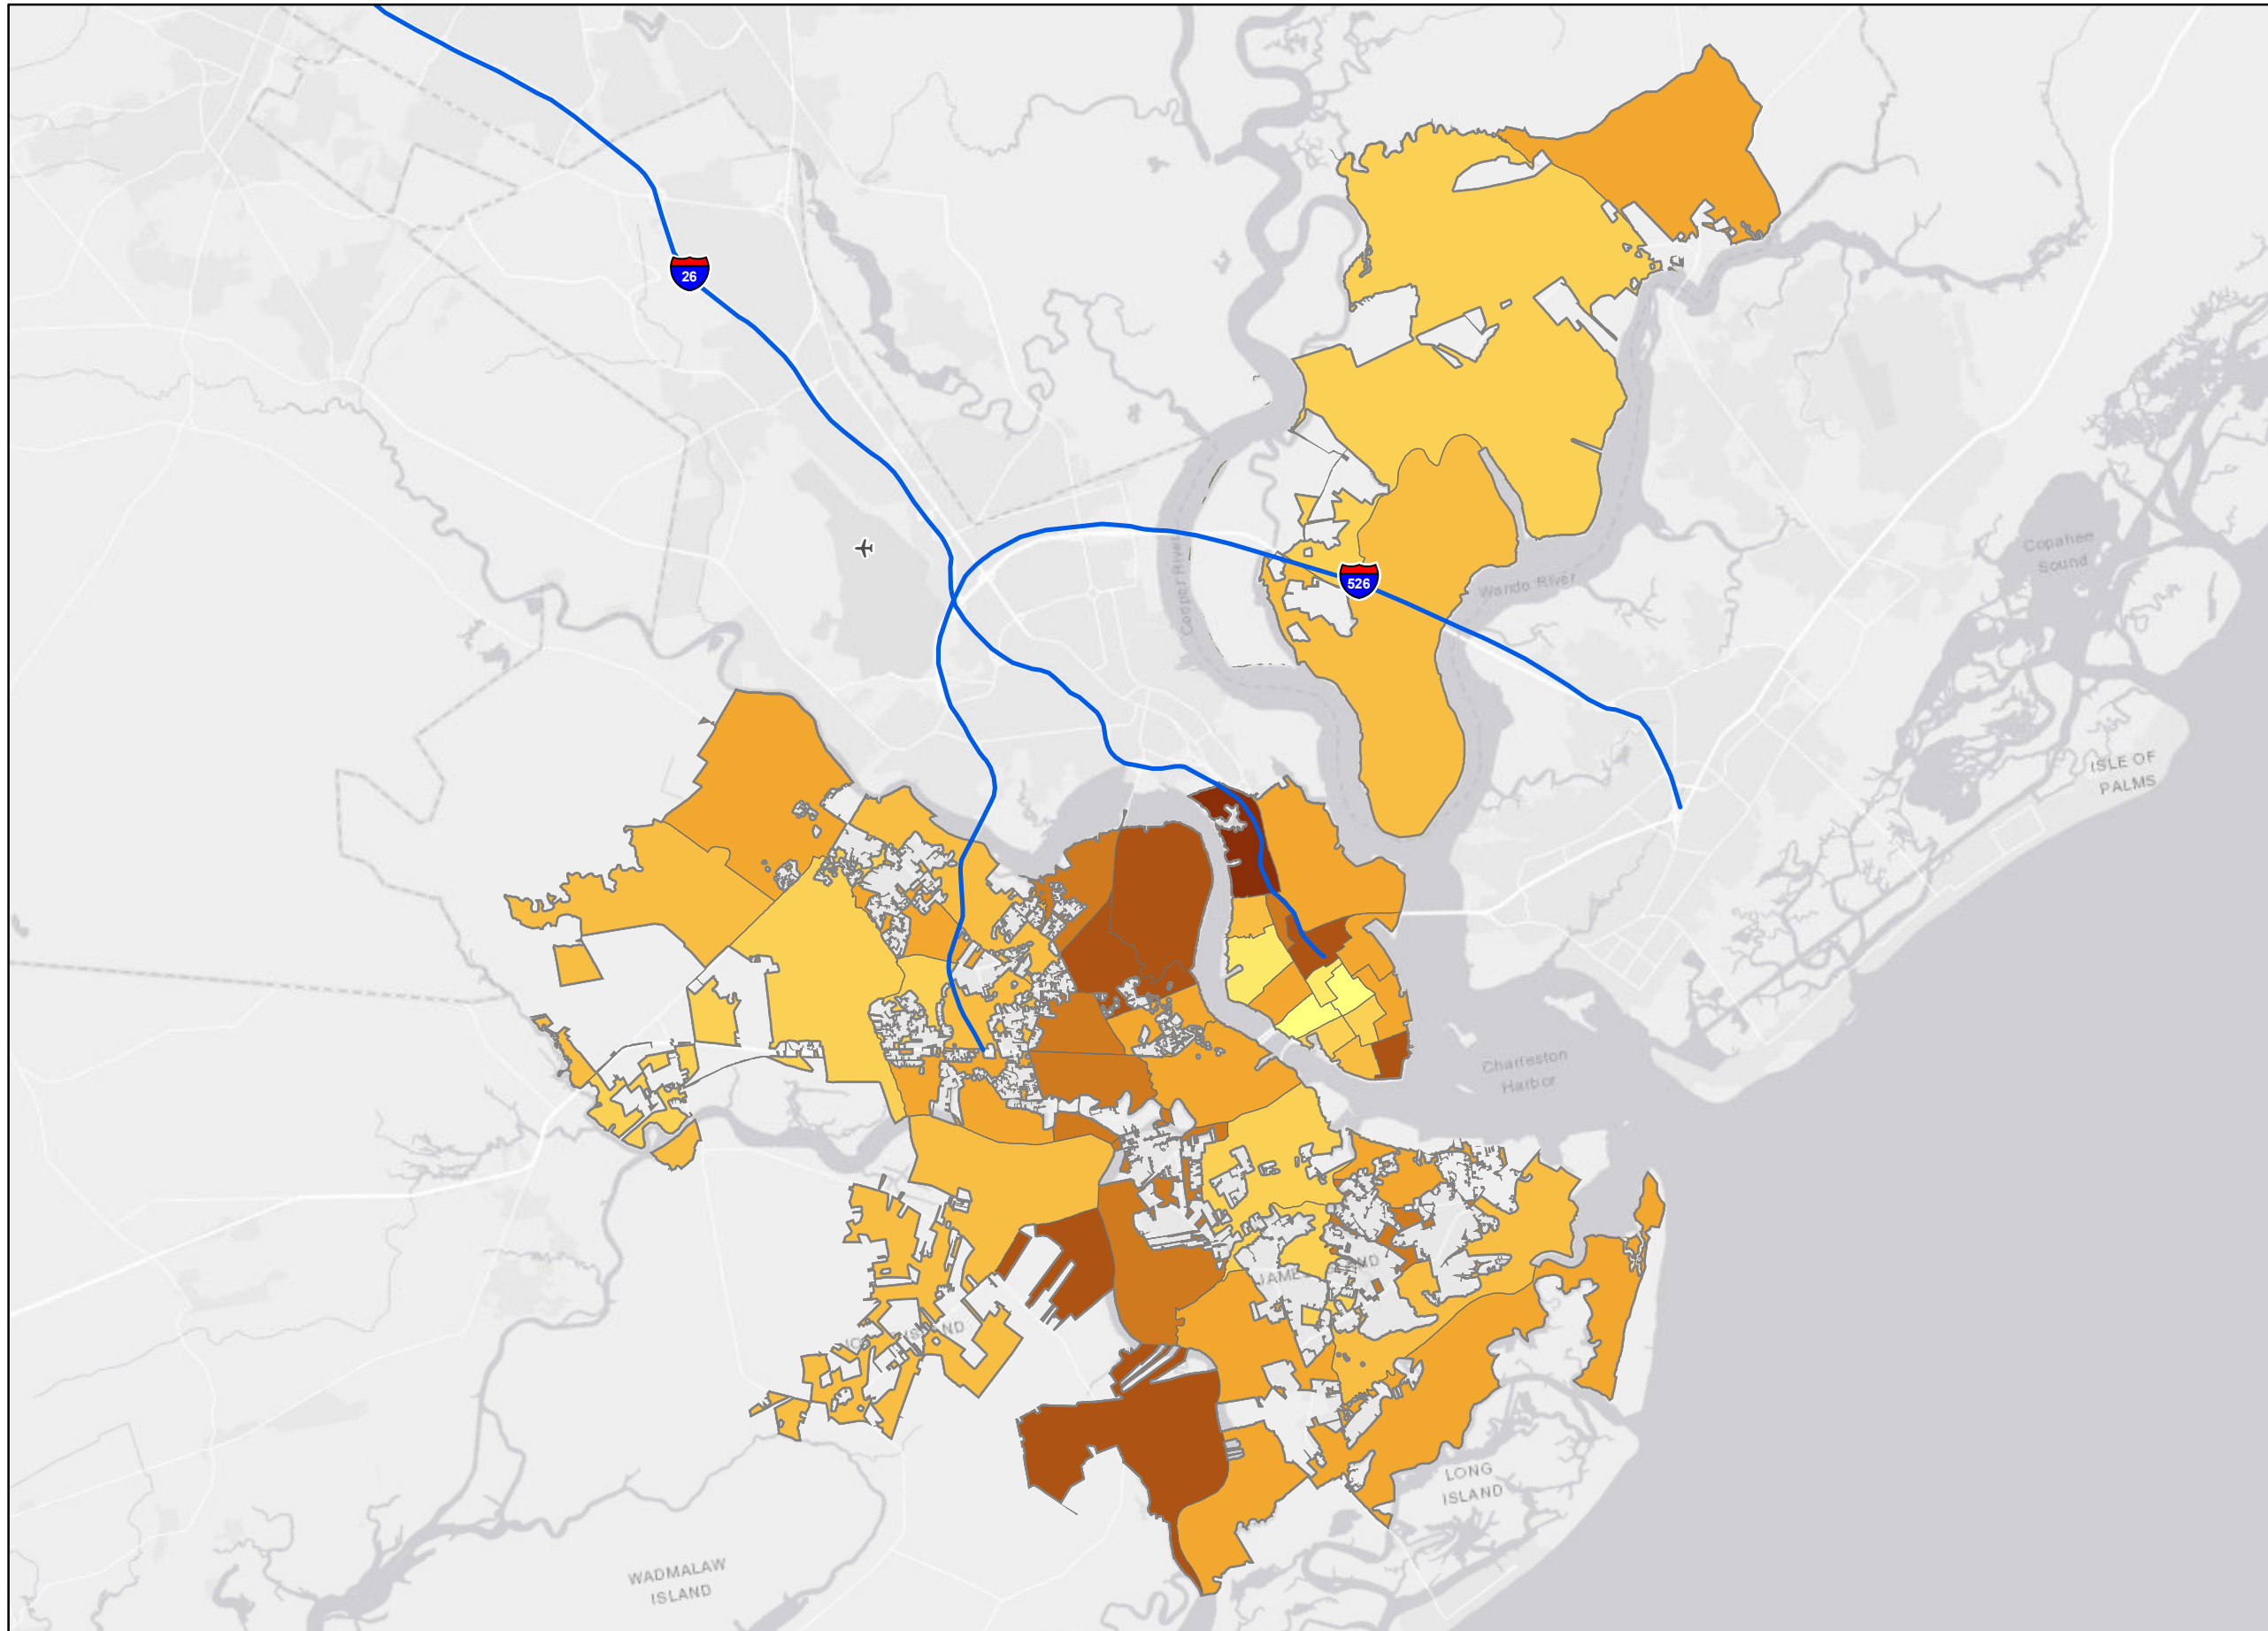 26
Copahee
Sound
526
Wando River
Cooper River
ISLE OF
PALMS
Charleston
Harbor
LONG
ISLAND
WADMALAW
ISLAND